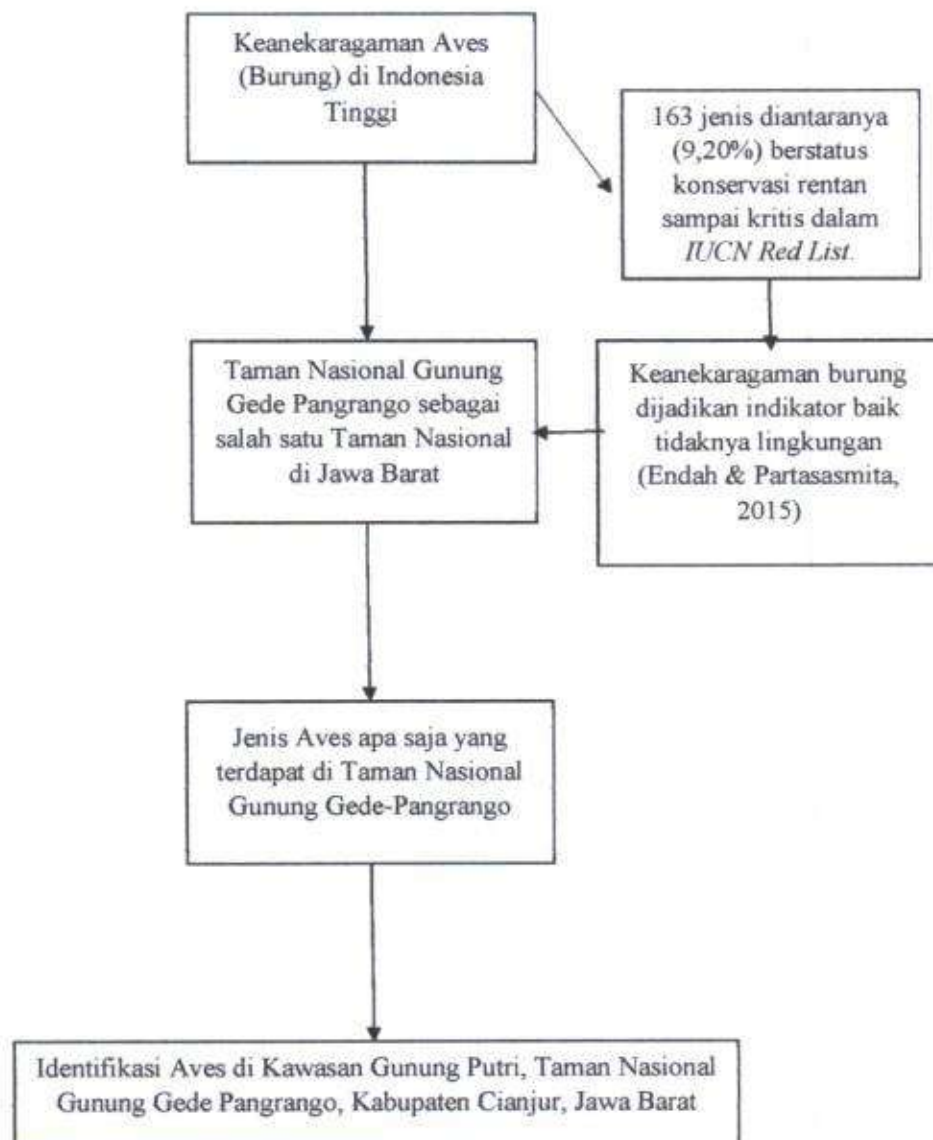 Keanekaragaman Aves
(Burung) di Indonesia
Tinggi
163 jenis diantaranya
(9,20%) berstatus
konservasi rentan
sampai kritis dalam
IUCN Red List.
Taman Nasional Gunung
Gede Pangrango sebagai
salah satu Taman Nasional
di Jawa Barat
Keanekaragaman burung
dijadikan indikator baik
tidaknya lingkungan
(Endah & Partasasmita,
2015)
Jenis Aves apa saja yang
terdapat di Taman Nasional
Gunung Gede-Pangrango
Identifikasi Aves di Kawasan Gunung Putri, Taman Nasional
Gunung Gede Pangrango, Kabupaten Cianjur, Jawa Barat